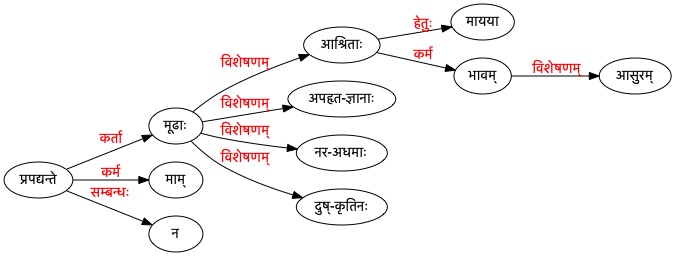 मायया
हेतुः
आश्रिताः
कर्म
विशेषणम्
भावम्
विशेषणम्
आसुरम्
विशेषणम्
अपहृत-ज्ञानाः
कर्ता
मूढाः
विशेषणम्
नर-अधमाः
विशेषणम्
प्रपद्यन्ते
कर्म
माम्
सम्बन्धः
दुष्-कृतिनः
न